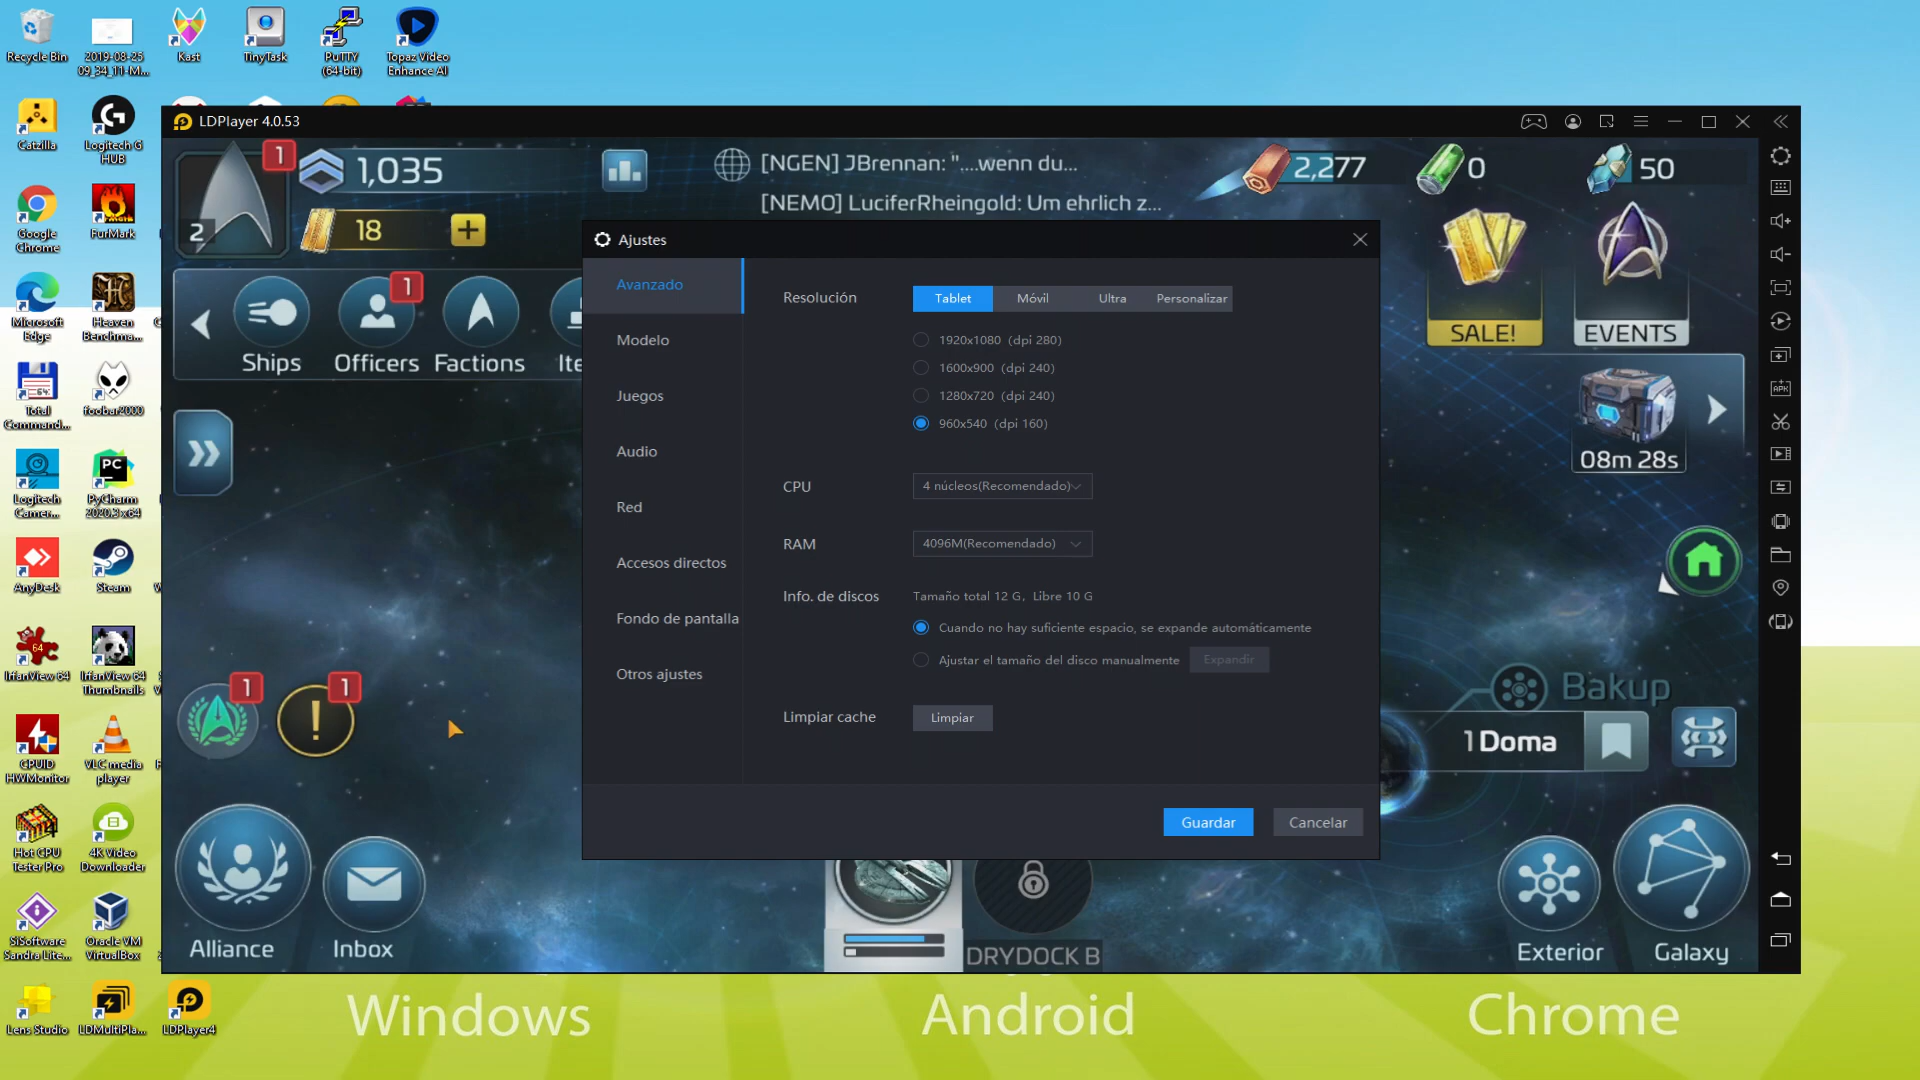 Recycle Bin
2019-08-25
09_34_11-M...
Kast
TinyTask
PuTTY
(64-bit)
Topaz Video
Enhance AI
Catzilla
Logitech G
HUB
Google
Chrome
FurMark
Microsoft
Edge
Heaven
Benchma...
Total
Command...
foobar2000
Logitech
Camer...
PyCharm
2020.3 x64
AnyDesk
Steam
IrfanView 64
IrfanView 64
Thumbnails
CPUID
HWMonitor
VLC media
player
Hot CPU
Tester Pro
4K Video
Downloader
SiSoftware
Sandra Lite...
Oracle VM
VirtualBox
Lens Studio
LDMultiPla...
LDPlayer4
LDPlayer 4.0.53
1
1,035
2
18
[NGEN] JBrennan: "....wenn du...
[NEMO] LuciferRheingold: Um ehrlich z...
2,277
0
50
SALE!
EVENTS
1
Ships
Officers
Factions
Ite
08m 28s
Ajustes
Avanzado
Modelo
Juegos
Audio
Red
Accesos directos
Fondo de pantalla
Otros ajustes
Resolución
Tablet
Móvil
Ultra
Personalizar
1920x1080 (dpi 280)
1600x900 (dpi 240)
1280x720 (dpi 240)
960x540 (dpi 160)
CPU
4 núcleos(Recomendado)
RAM
4096M(Recomendado)
Info. de discos
Tamaño total 12 G, Libre 10 G
Cuando no hay suficiente espacio, se expande automáticamente
Ajustar el tamaño del disco manualmente
Expandir
Limpiar cache
Limpiar
Guardar
Cancelar
1
1
!
Bakup
1 Doma
Alliance
Inbox
DRYDOCK B
Exterior
Galaxy
APK
Windows
Android
Chrome